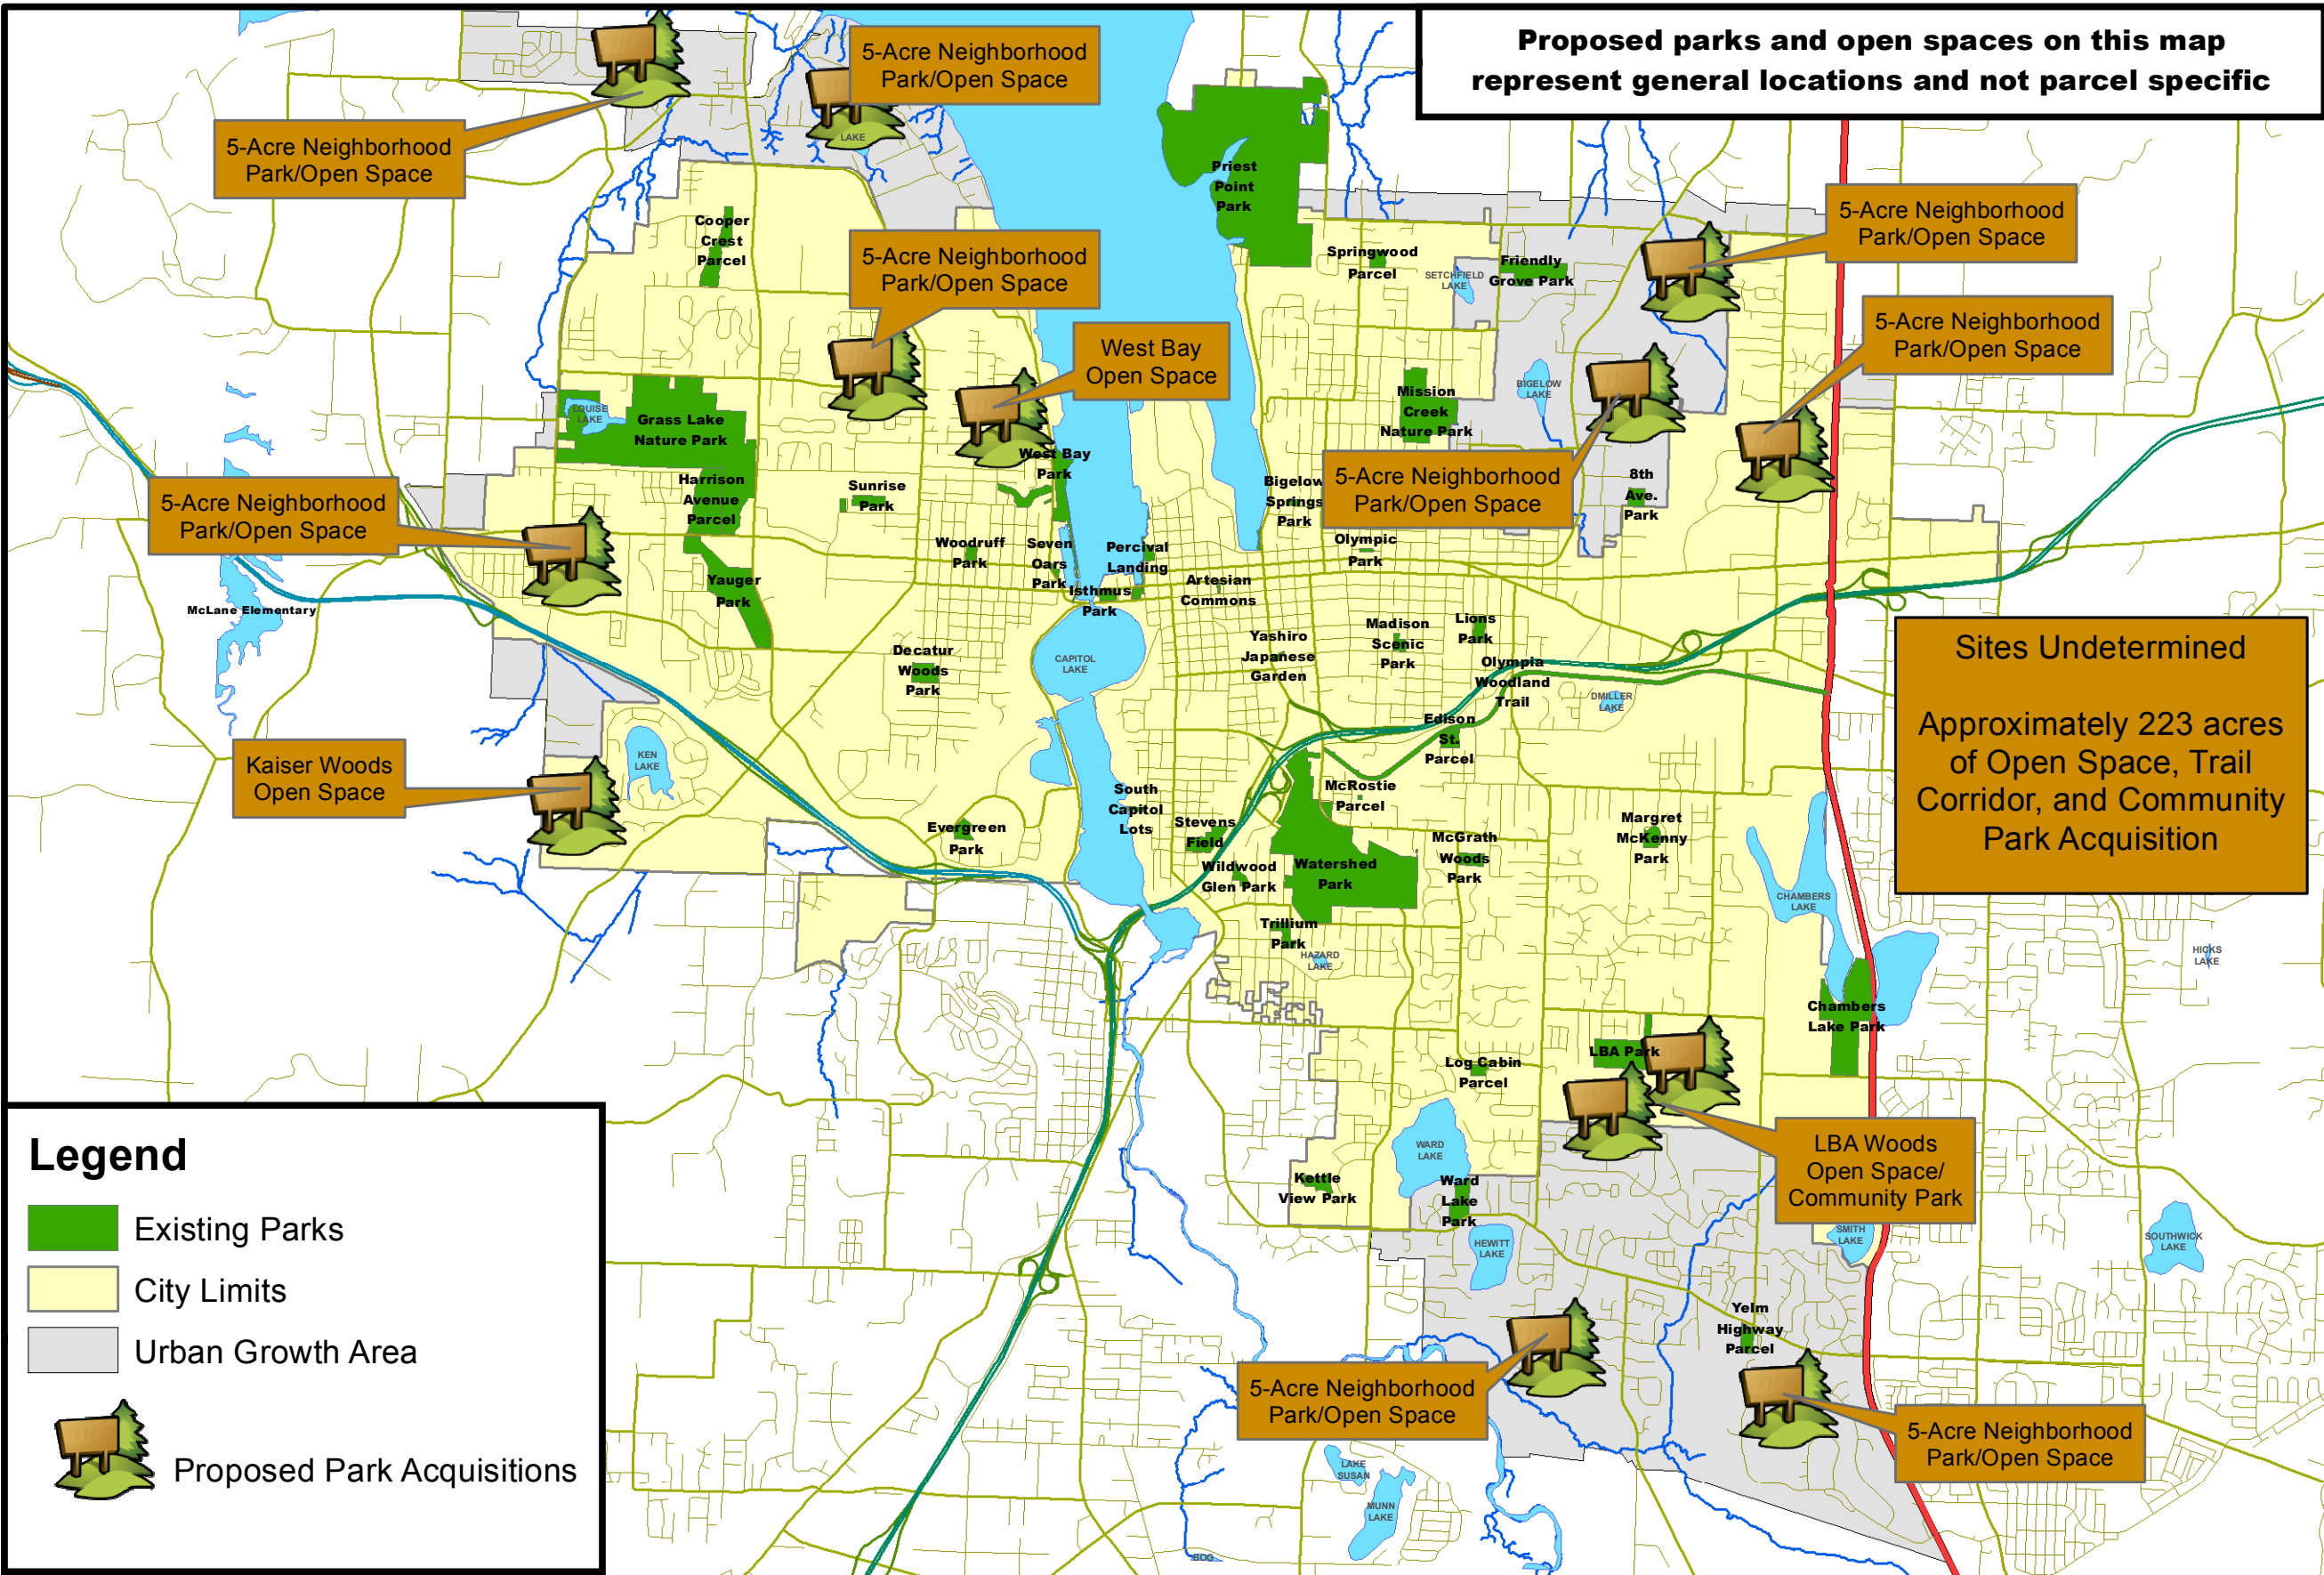 Proposed parks and open spaces on this map
represent general locations and not parcel specific
5-Acre Neighborhood
Park/Open Space
5-Acre Neighborhood
Park/Open Space
LAKE
Priest
Point
Park
5-Acre Neighborhood
Park/Open Space
Cooper
Crest
Parcel
5-Acre Neighborhood
Park/Open Space
Springwood
Parcel
SETCHFIELD
LAKE
Friendly
Grove Park
5-Acre Neighborhood
Park/Open Space
West Bay
Open Space
LOUISE
LAKE
Grass Lake
Nature Park
Mission
Creek
Nature Park
BIGELOW
LAKE
West Bay
Park
5-Acre Neighborhood
Park/Open Space
Harrison
Avenue
Parcel
Sunrise
Park
Bigelow
Springs
Park
5-Acre Neighborhood
Park/Open Space
8th
Ave.
Park
Woodruff
Park
Seven
Oars
Park
Percival
Landing
Olympic
Park
McLane Elementary
Yauger
Park
Isthmus
Park
Artesian
Commons
Decatur
Woods
Park
CAPITOL
LAKE
Yashiro
Japanese
Garden
Madison
Scenic
Park
Lions
Park
Olympia
Woodland
Trail
DMILLER
LAKE
Sites Undetermined
Approximately 223 acres
of Open Space, Trail
Corridor, and Community
Park Acquisition
Edison
St.
Parcel
KEN
LAKE
Kaiser Woods
Open Space
South
Capitol
Lots
McRostie
Parcel
Evergreen
Park
Stevens
Field
Wildwood
Glen Park
Watershed
Park
McGrath
Woods
Park
Margret
McKenny
Park
CHAMBERS
LAKE
Trillium
Park
HAZARD
LAKE
HICKS
LAKE
Chambers
Lake Park
LBA Park
Log Cabin
Parcel
WARD
LAKE
LBA Woods
Open Space/
Community Park
Kettle
View Park
Ward
Lake
Park
HEWITT
LAKE
SMITH
LAKE
SOUTHWICK
LAKE
Yelm
Highway
Parcel
5-Acre Neighborhood
Park/Open Space
5-Acre Neighborhood
Park/Open Space
LAKE
SUSAN
MUNN
LAKE
BOG
Legend
Existing Parks
City Limits
Urban Growth Area
Proposed Park Acquisitions